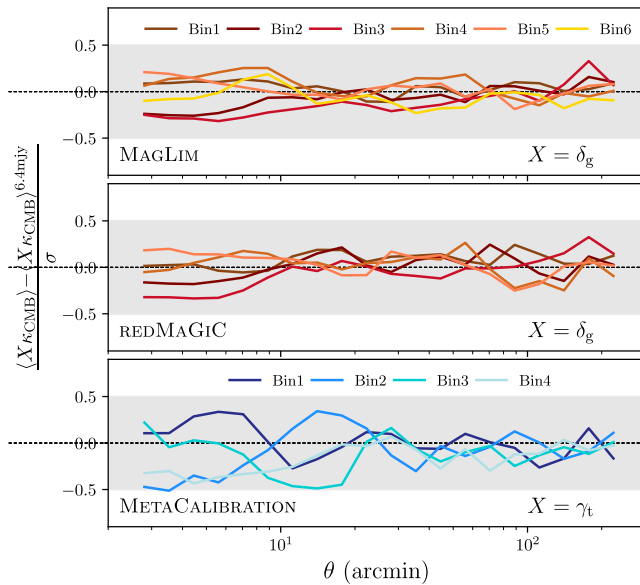 Bin1 Bin2 Bin3 Bin4 Bin5 Bin6
0.5
0.0
−0.5
MagLim
X = δg
0.5
0.0
−0.5
redMaGiC
X = δg
Bin1 Bin2 Bin3 Bin4
0.5
0.0
−0.5
MetaCalibration
X = γt
10¹ 10²
θ (arcmin)
⟨XκCMB⟩ − ⟨XκCMB⟩^6.4mjy
σ